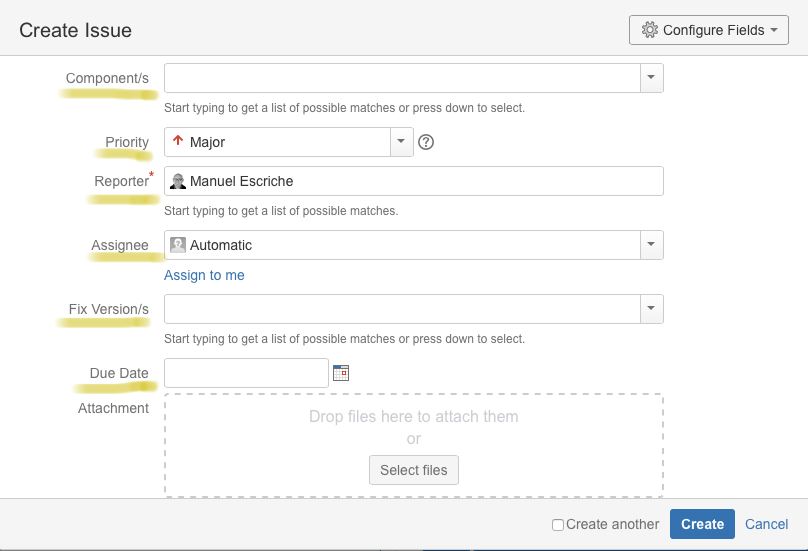 Create Issue
Configure Fields
Component/s
Start typing to get a list of possible matches or press down to select.
Priority
Major
Reporter*
Manuel Escriche
Start typing to get a list of possible matches.
Assignee
Automatic
Assign to me
Fix Version/s
Start typing to get a list of possible matches or press down to select.
Due Date
Attachment
Drop files here to attach them
or
Select files
Create another
Create
Cancel